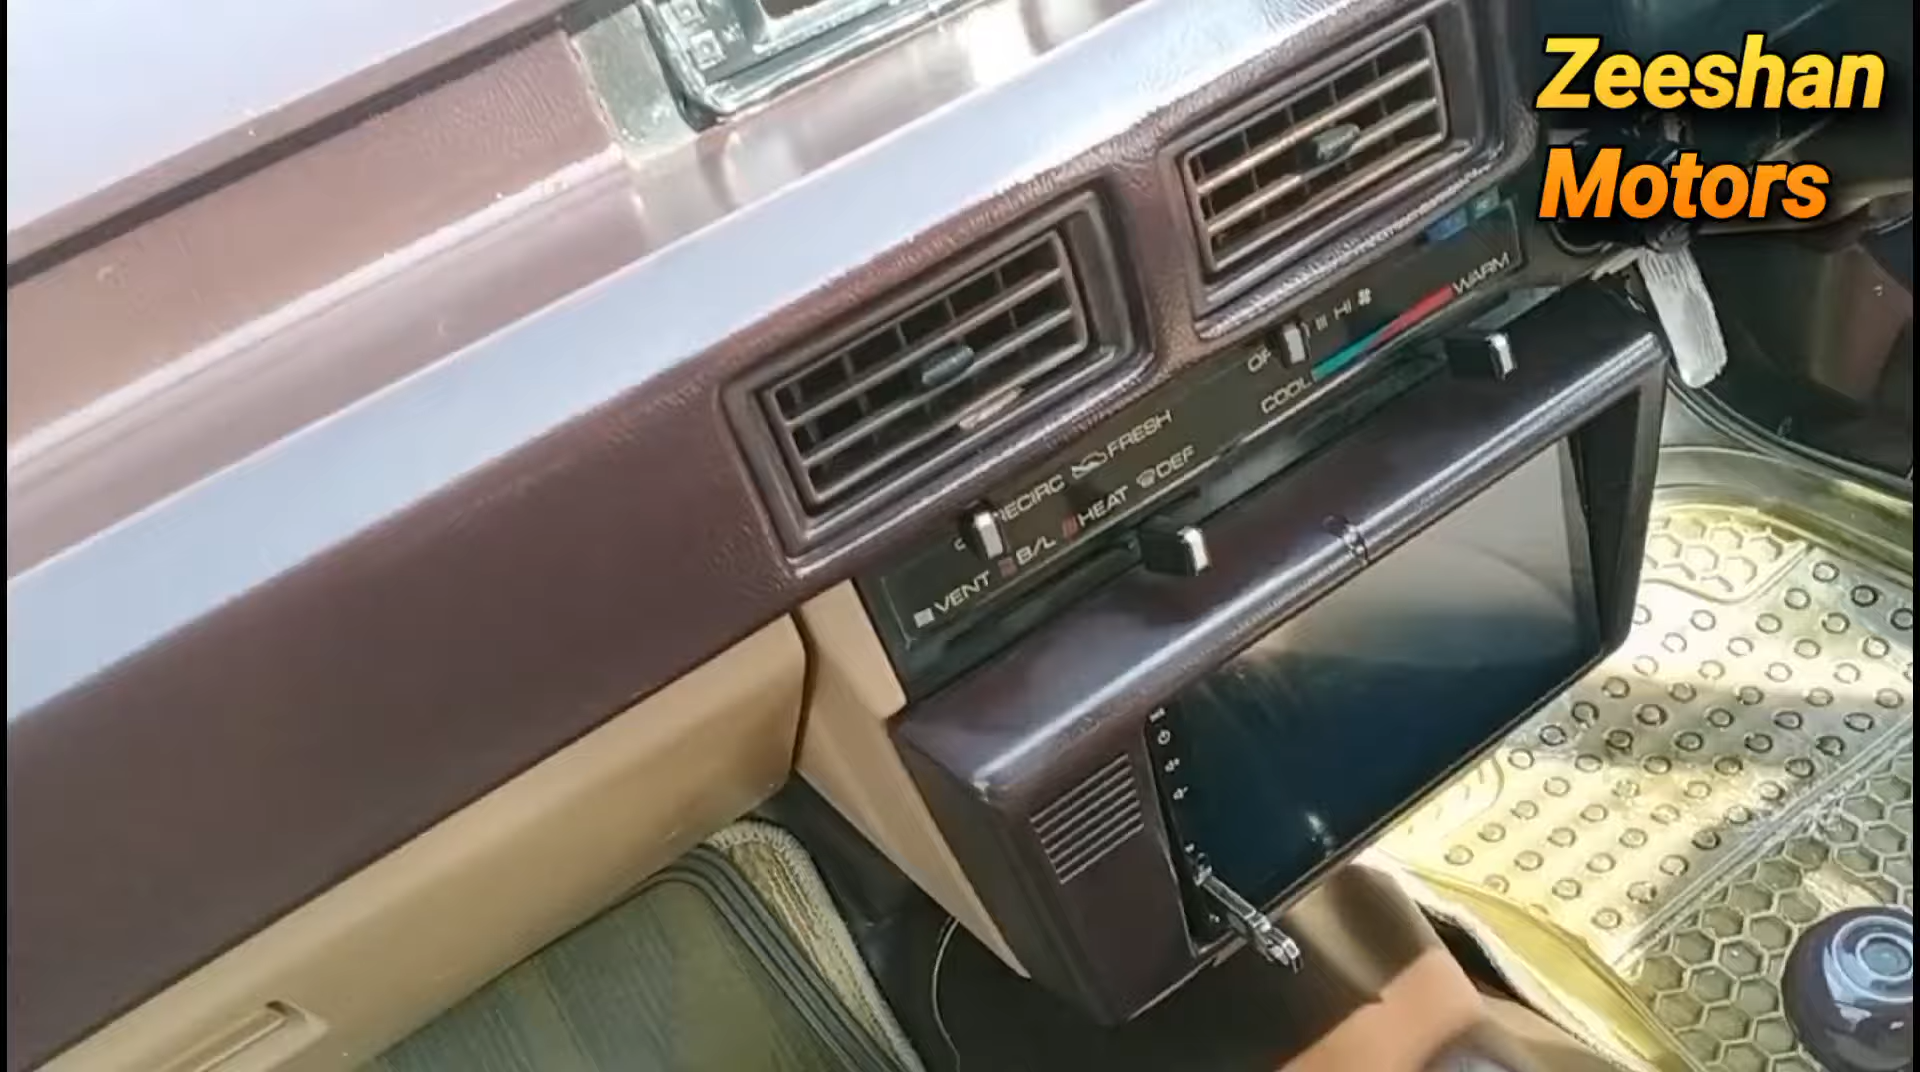 Zeeshan
Motors
WARM
HI
COOL
FRESH
RECIRC
DEF
HEAT
B/L
VENT